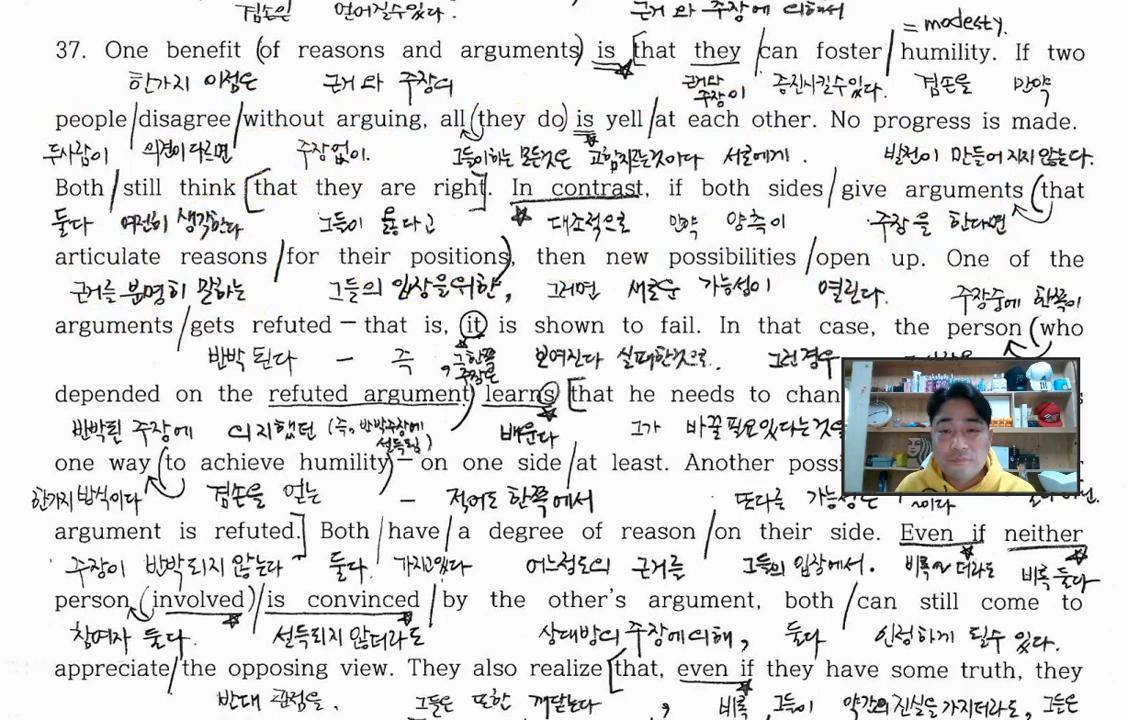 겸손은 얻어질수있다. 근거와 주장에 의해서
= modesty.
37. One benefit (of reasons and arguments) is [that they can foster humility. If two
한가지 이점은 근거와 주장의 근거와 주장이 증진시킬수있다. 겸손을 만약
people disagree without arguing, all (they do) is yell at each other. No progress is made.
두사람이 의견이 다르면 주장없이. 그들이하는 모든것은 고함지르는것이다 서로에게. 발전이 만들어지지 않는다.
Both still think [that they are right]. In contrast, if both sides give arguments (that
둘다 여전히 생각한다 그들이 옳다고 대조적으로 만약 양측이 주장을 한다면
articulate reasons for their positions), then new possibilities open up. One of the
근거를 분명히 말하는 그들의 입장을위한, 그러면 새로운 가능성이 열린다. 주장중에 한쪽이
arguments gets refuted – that is, it is shown to fail. In that case, the person (who
반박된다 – 즉, 그한쪽 주장은 보여진다 실패한것으로. 그런경우
depended on the refuted argument) learns [that he needs to chan
반박된 주장에 의지했던 (즉, 반박주장에 설득됨) 배운다 그가 바꿀필요있다는것을
one way (to achieve humility) – on one side at least. Another possi
한가지 방식이다 겸손을 얻는 – 적어도 한쪽에서 또다른 가능성은
argument is refuted.] Both have a degree of reason on their side. Even if neither
주장이 반박되지 않는다 둘다 가지고있다 어느정도의 근거를 그들의 입장에서. 비록~더라도 비록 둘다
person (involved) is convinced by the other's argument, both can still come to
참여자 둘다. 설득되지 않더라도 상대방의 주장에의해, 둘다 인정하게 될수 있다.
appreciate the opposing view. They also realize [that, even if they have some truth, they
반대 관점을. 그들은 또한 깨닫는다, 비록 그들이 약간의진실을가지더라도, 그들은